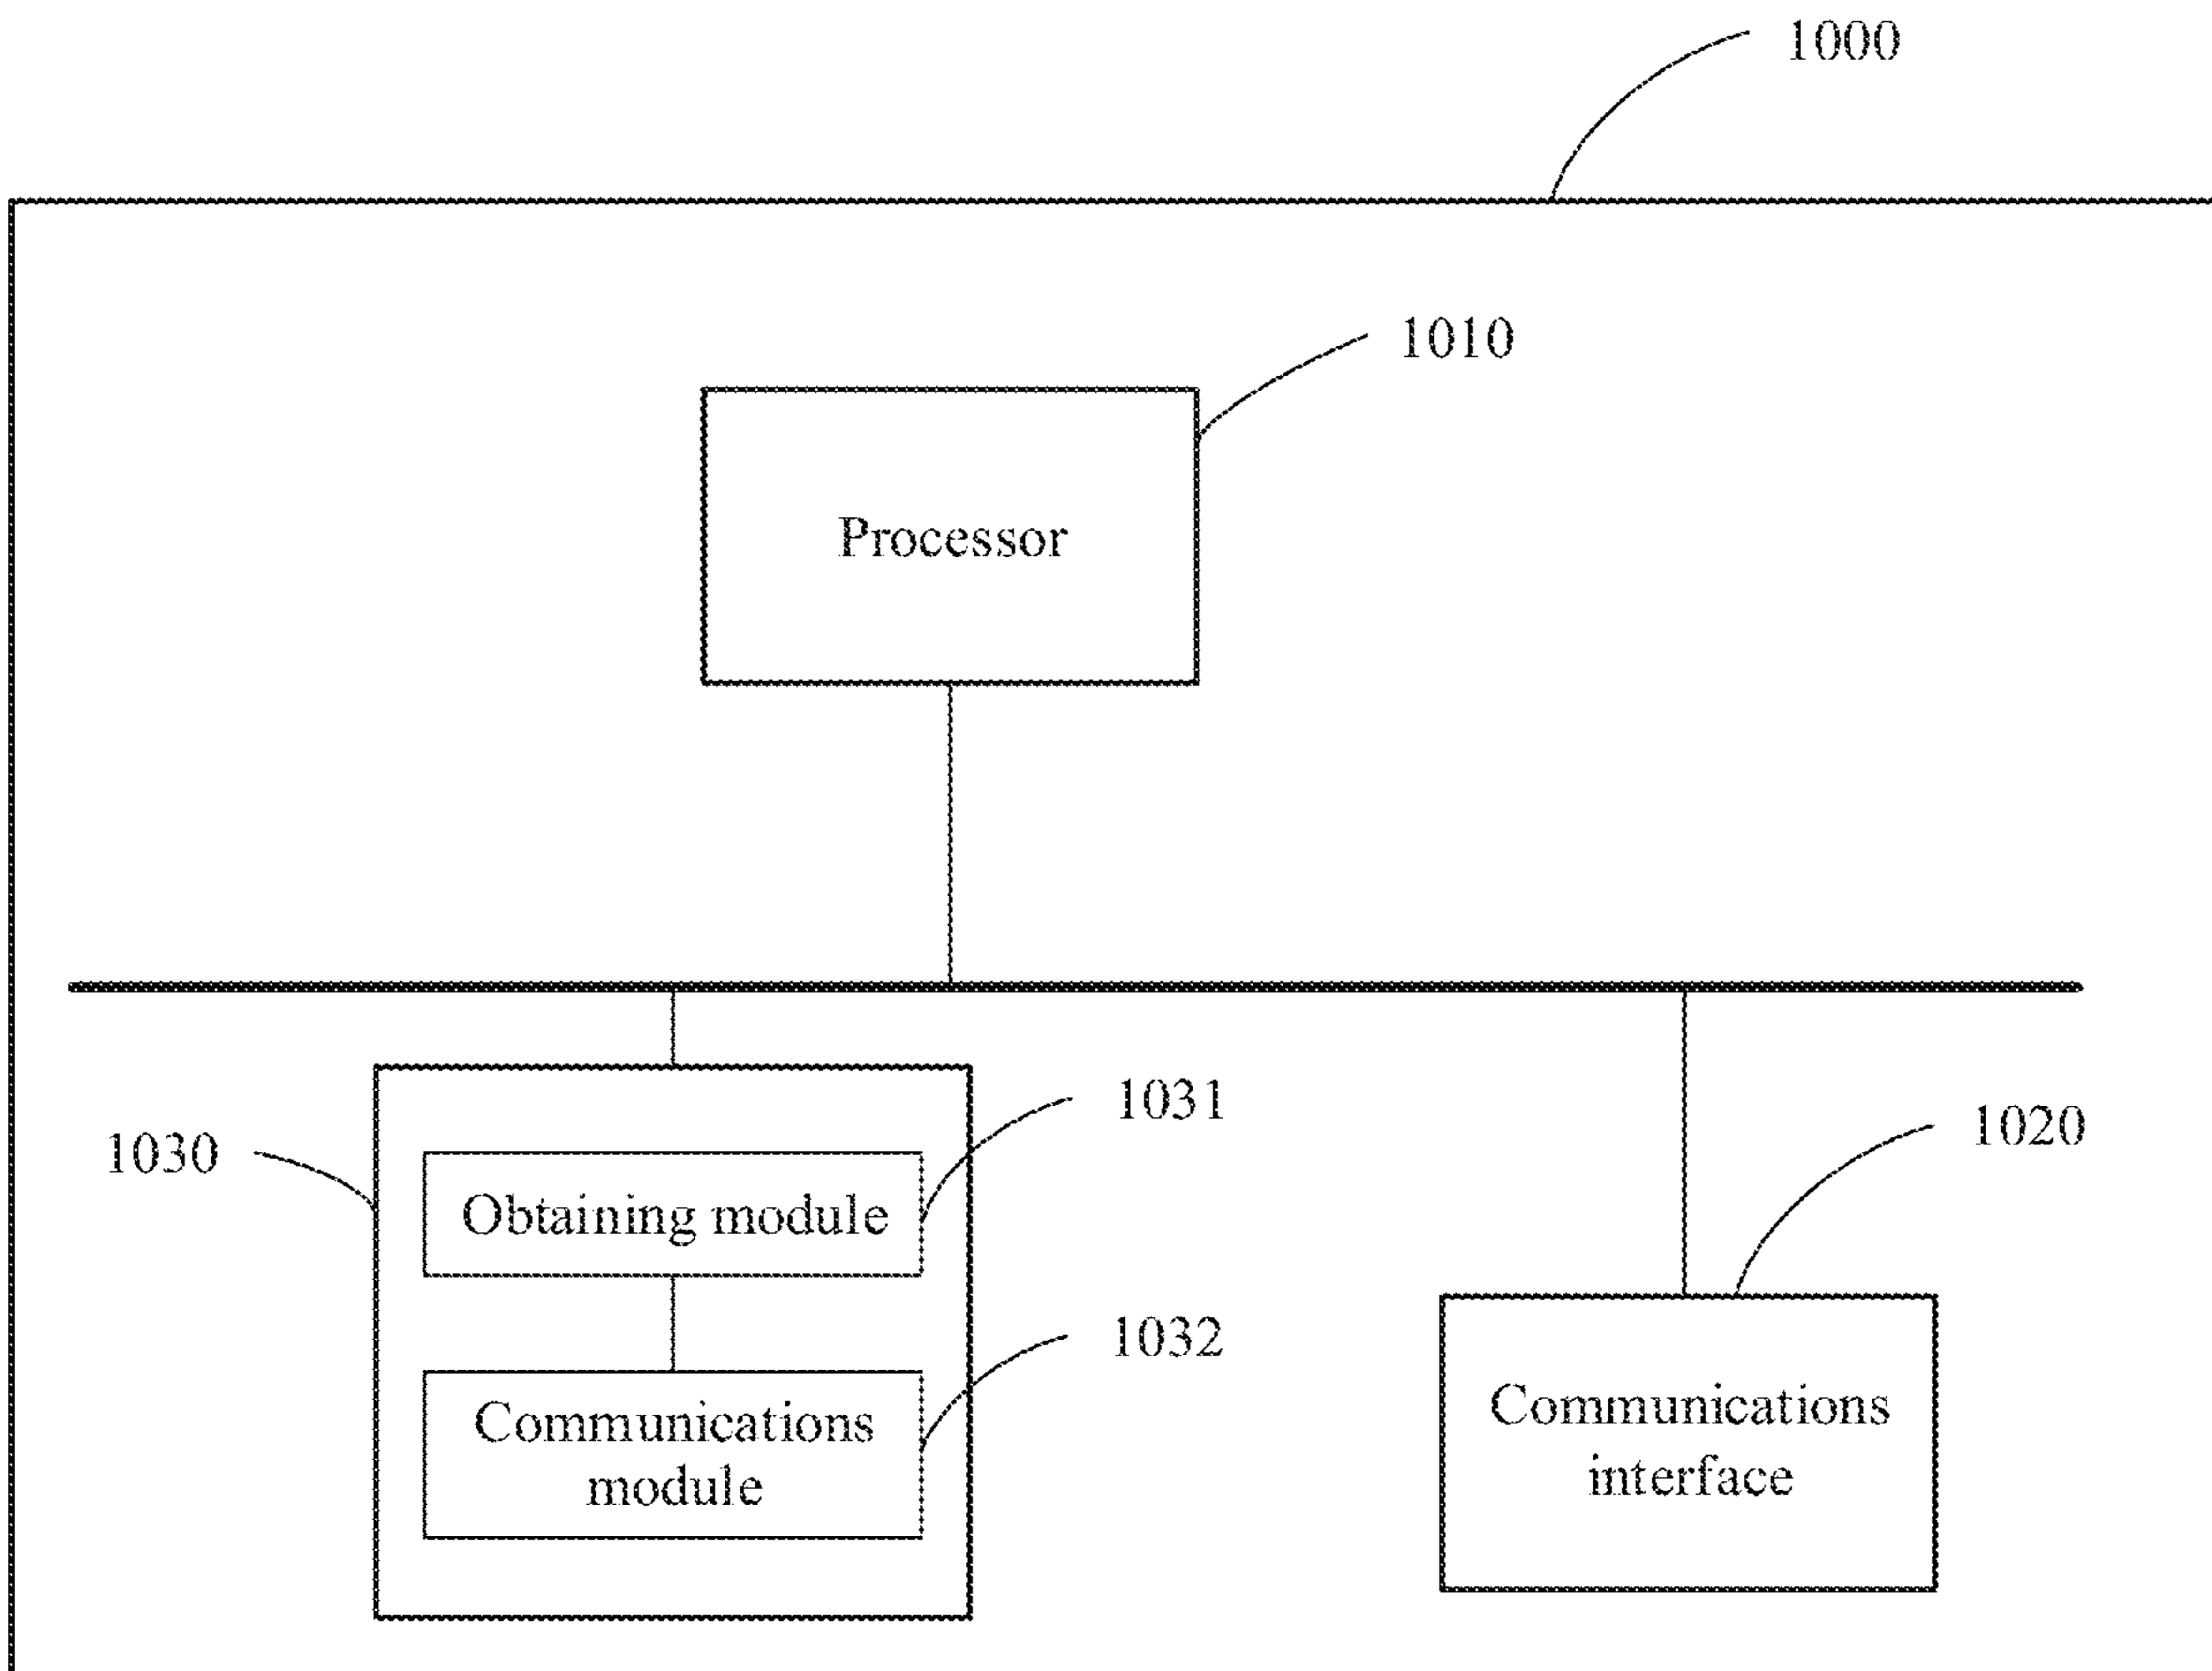 1000
1010
Processor
1031
1030
1020
Obtaining module
1032
Communications
module
Communications
interface